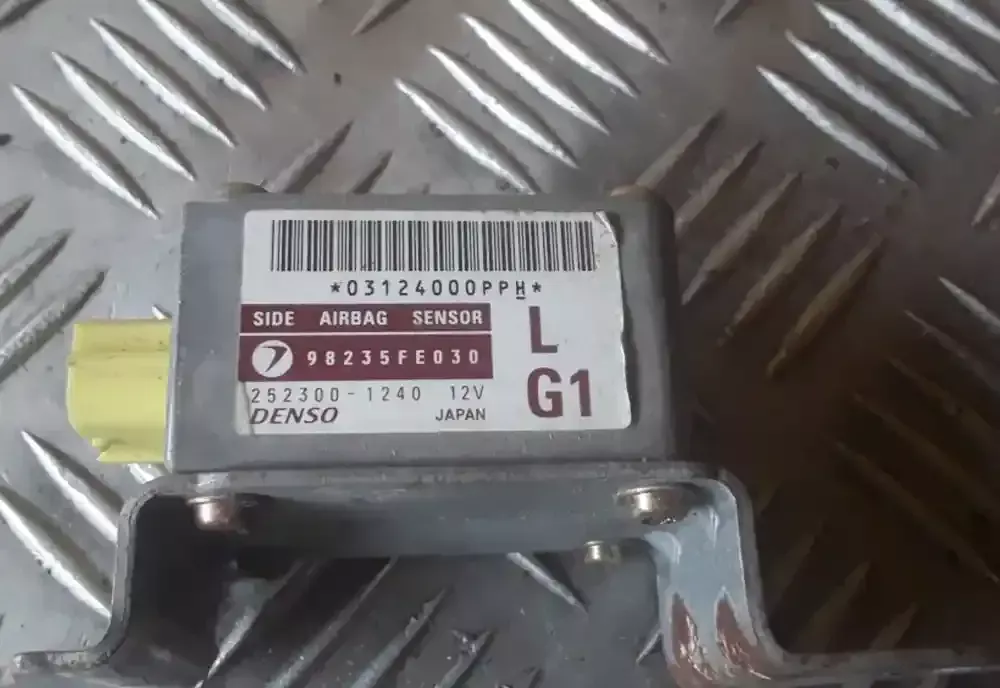 *03124000PPH*
SIDE AIRBAG SENSOR
98235FE030
252300-1240 12V
DENSO JAPAN
L
G1